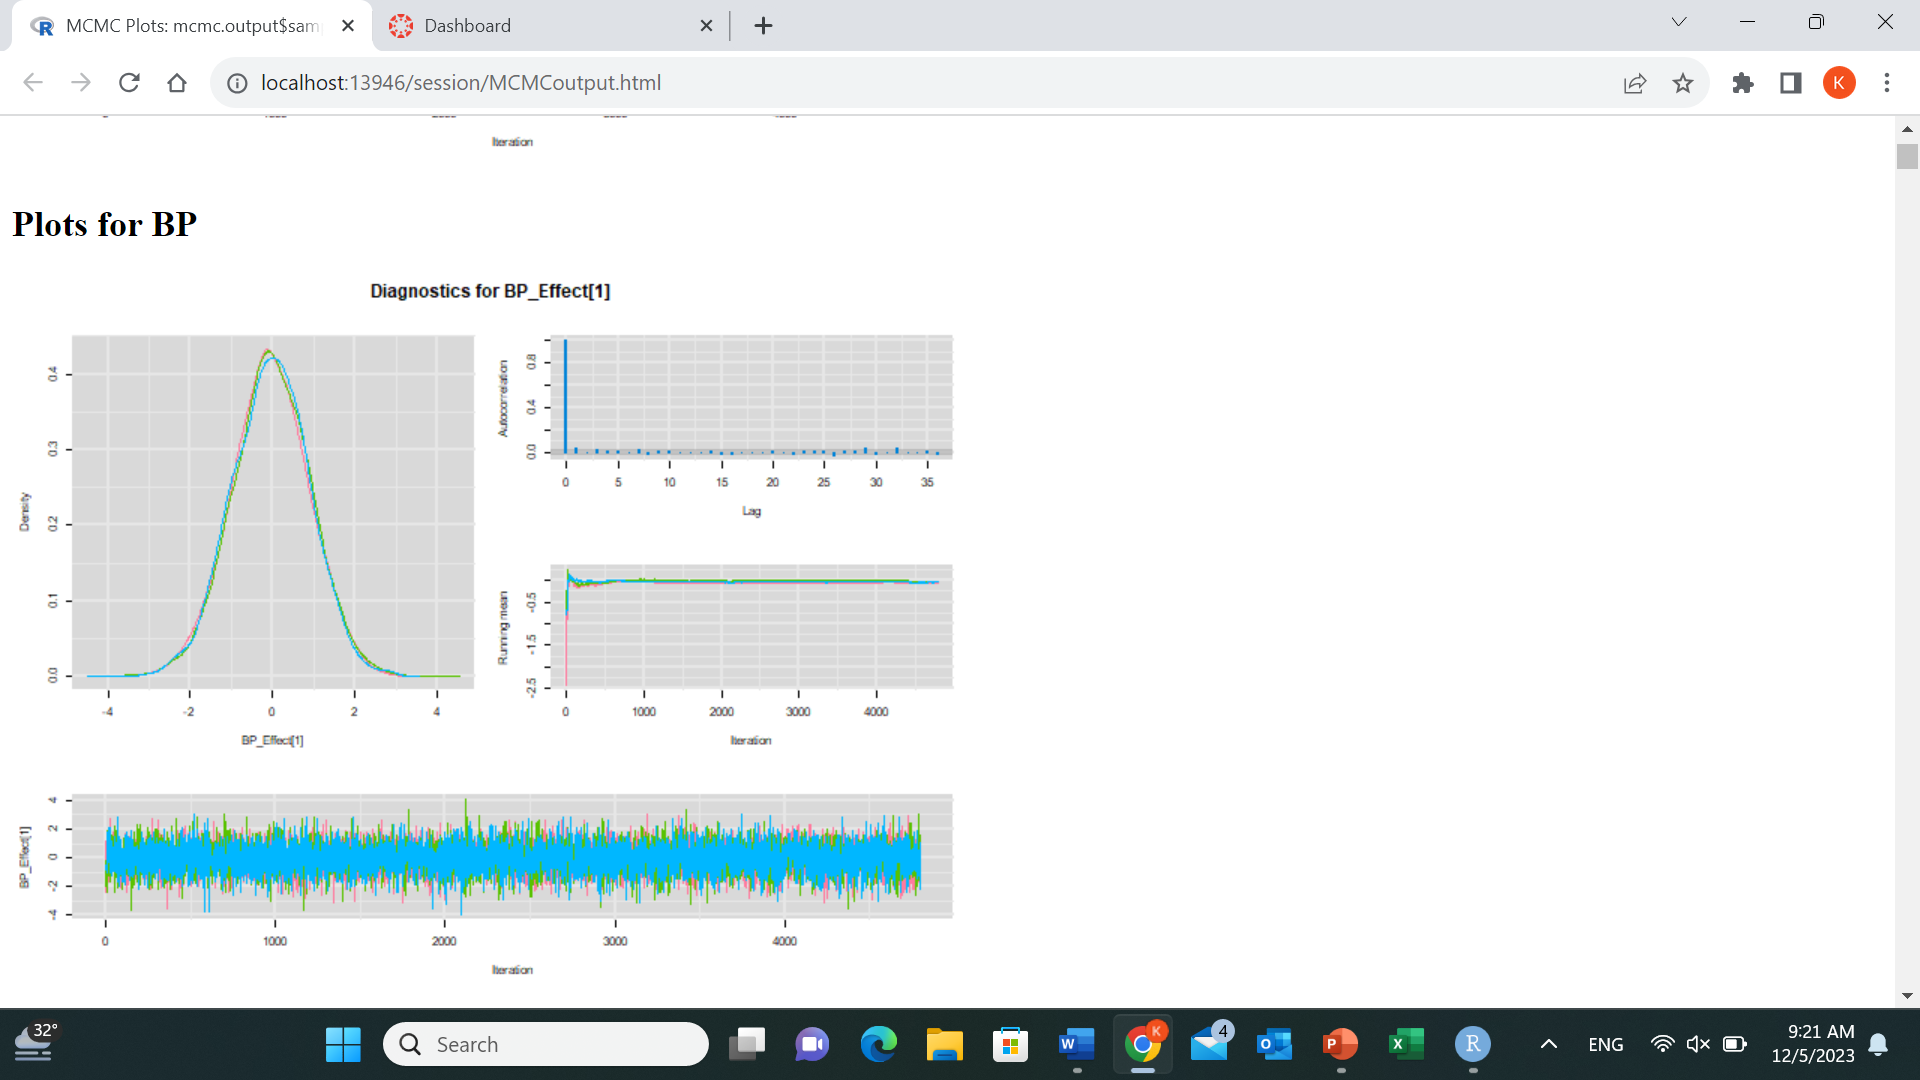 MCMC Plots: mcmc.output$sam
Dashboard
localhost:13946/session/MCMCoutput.html
K
Iteration
Plots for BP
Diagnostics for BP_Effect[1]
Density
0.0 0.1 0.2 0.3 0.4
-4 -2 0 2 4
BP_Effect[1]
Autocorrelation
0.0 0.4 0.8
0 5 10 15 20 25 30 35
Lag
Running mean
-2.5 -1.5 -0.5
0 1000 2000 3000 4000
Iteration
BP_Effect[1]
-4 -2 0 2 4
0 1000 2000 3000 4000
Iteration
32°
Search
W
K
4
O
P
X
R
ENG
9:21 AM
12/5/2023